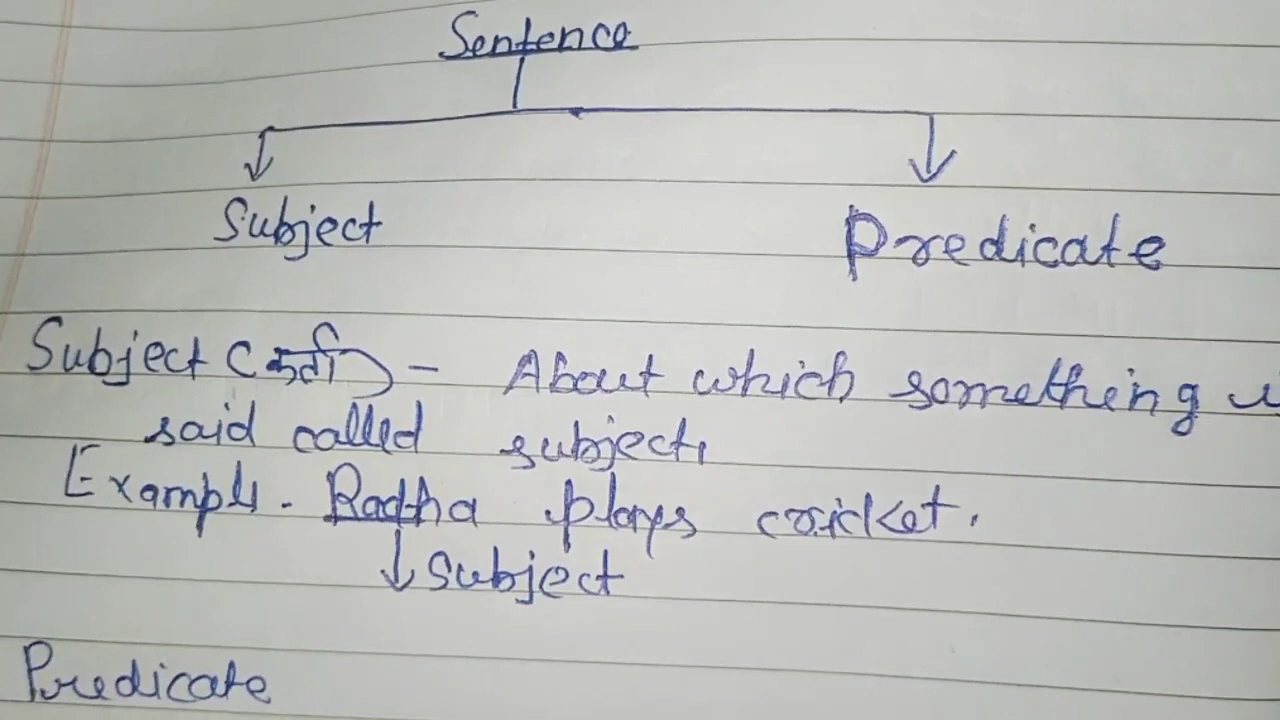 Sentence
Subject Predicate
Subject (कर्ता) - About which something
said called subject,
Example. Radha plays cricket.
↓ Subject
Predicate